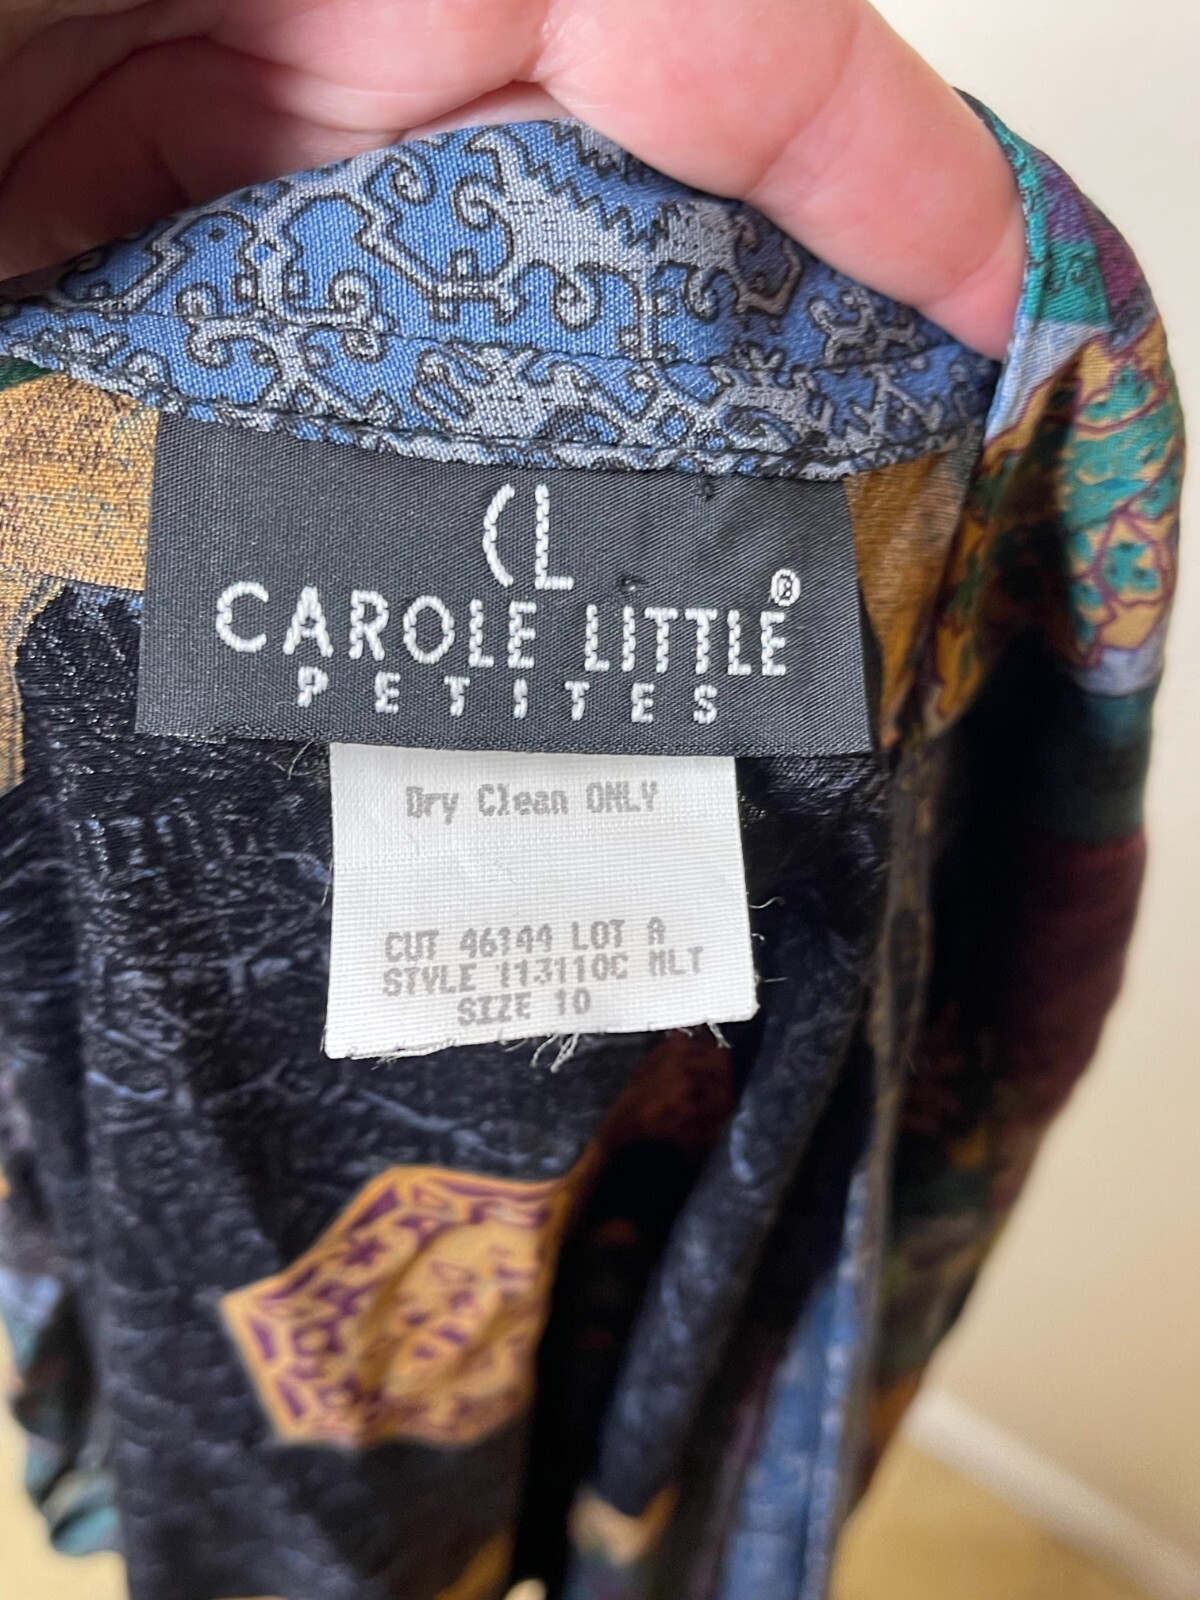 CL
CAROLE LITTLE®
PETITES
Dry Clean ONLY
CUT 46144 LOT A
STYLE 113110C MLT
SIZE 10